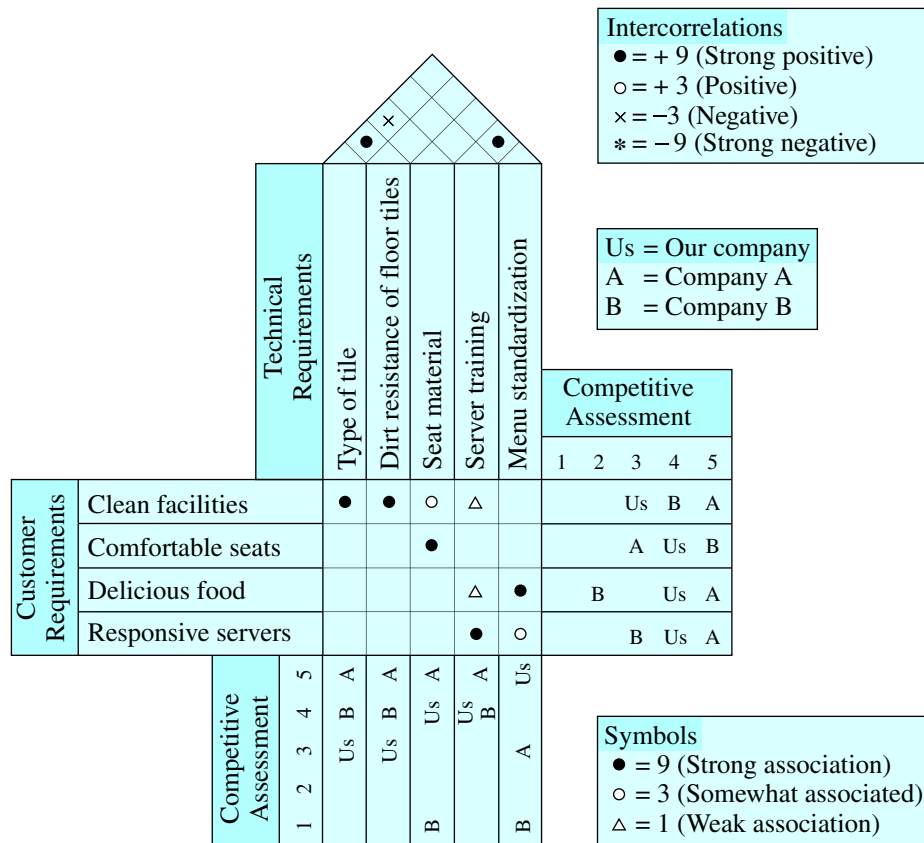 Intercorrelations
● = + 9 (Strong positive)
○ = + 3 (Positive)
× = −3 (Negative)
* = − 9 (Strong negative)
Us = Our company
A = Company A
B = Company B
Technical
Requirements
Type of tile
Dirt resistance of floor tiles
Seat material
Server training
Menu standardization
Competitive
Assessment
1 2 3 4 5
Customer
Requirements
Clean facilities
Us B A
Comfortable seats
A Us B
Delicious food
B Us A
Responsive servers
B Us A
Competitive
Assessment
1 2 3 4 5
Us B A
Us B A
B Us A
Us B A
B A Us
Symbols
● = 9 (Strong association)
○ = 3 (Somewhat associated)
△ = 1 (Weak association)